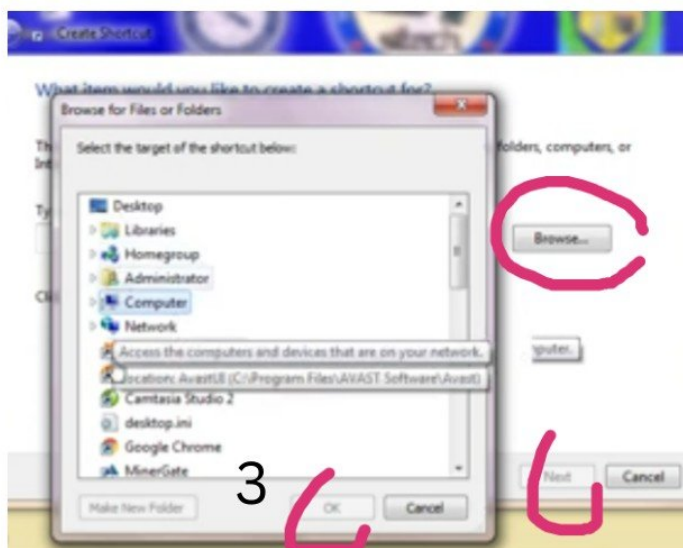 Create Shortcut
What item would you like to create a shortcut for?
Browse for Files or Folders
Select the target of the shortcut below:
folders, computers, or
Desktop
Libraries
Homegroup
Administrator
Computer
Network
Browse...
Access the computers and devices that are on your network.
Location: AvastUI (C:\Program Files\AVAST Software\Avast)
Camtasia Studio 2
desktop.ini
Google Chrome
MinerGate
Make New Folder
3
OK
Cancel
Next
Cancel